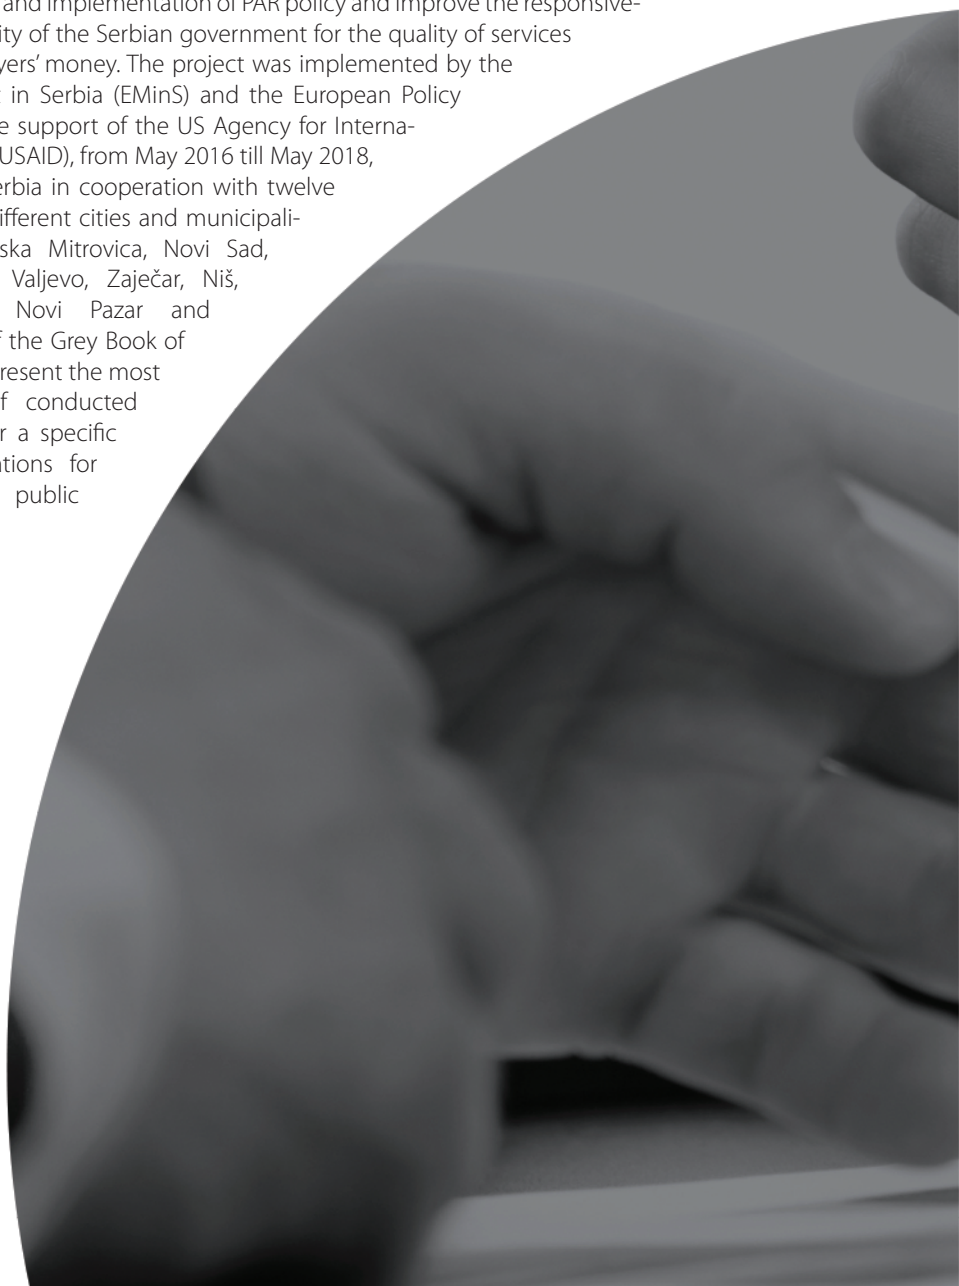 and implementation of PAR policy and improve the responsive-
ity of the Serbian government for the quality of services
yers’ money. The project was implemented by the
t in Serbia (EMinS) and the European Policy
e support of the US Agency for Interna-
USAID), from May 2016 till May 2018,
erbia in cooperation with twelve
ifferent cities and municipali-
ska Mitrovica, Novi Sad,
Valjevo, Zaječar, Niš,
Novi Pazar and
f the Grey Book of
resent the most
f conducted
r a specific
tions for
public